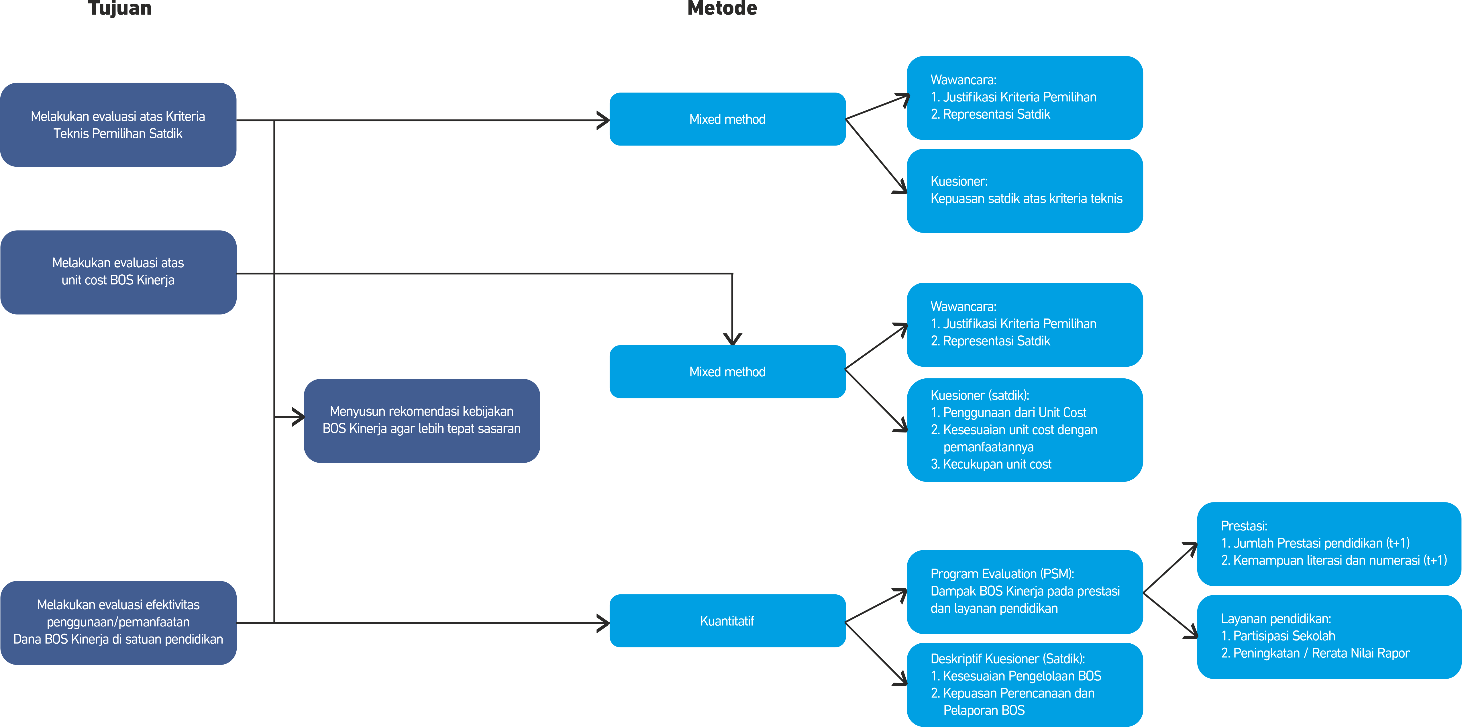 Tujuan
Metode
Melakukan evaluasi atas Kriteria
Teknis Pemilihan Satdik
Mixed method
Wawancara:
1. Justifikasi Kriteria Pemilihan
2. Representasi Satdik
Kuesioner:
Kepuasan satdik atas kriteria teknis
Melakukan evaluasi atas
unit cost BOS Kinerja
Mixed method
Wawancara:
1. Justifikasi Kriteria Pemilihan
2. Representasi Satdik
Kuesioner (satdik):
1. Penggunaan dari Unit Cost
2. Kesesuaian unit cost dengan
pemanfaatannya
3. Kecukupan unit cost
Menyusun rekomendasi kebijakan
BOS Kinerja agar lebih tepat sasaran
Melakukan evaluasi efektivitas
penggunaan/pemanfaatan
Dana BOS Kinerja di satuan pendidikan
Kuantitatif
Program Evaluation (PSM):
Dampak BOS Kinerja pada prestasi
dan layanan pendidikan
Deskriptif Kuesioner (Satdik):
1. Kesesuaian Pengelolaan BOS
2. Kepuasan Perencanaan dan
Pelaporan BOS
Prestasi:
1. Jumlah Prestasi pendidikan (t+1)
2. Kemampuan literasi dan numerasi (t+1)
Layanan pendidikan:
1. Partisipasi Sekolah
2. Peningkatan / Rerata Nilai Rapor